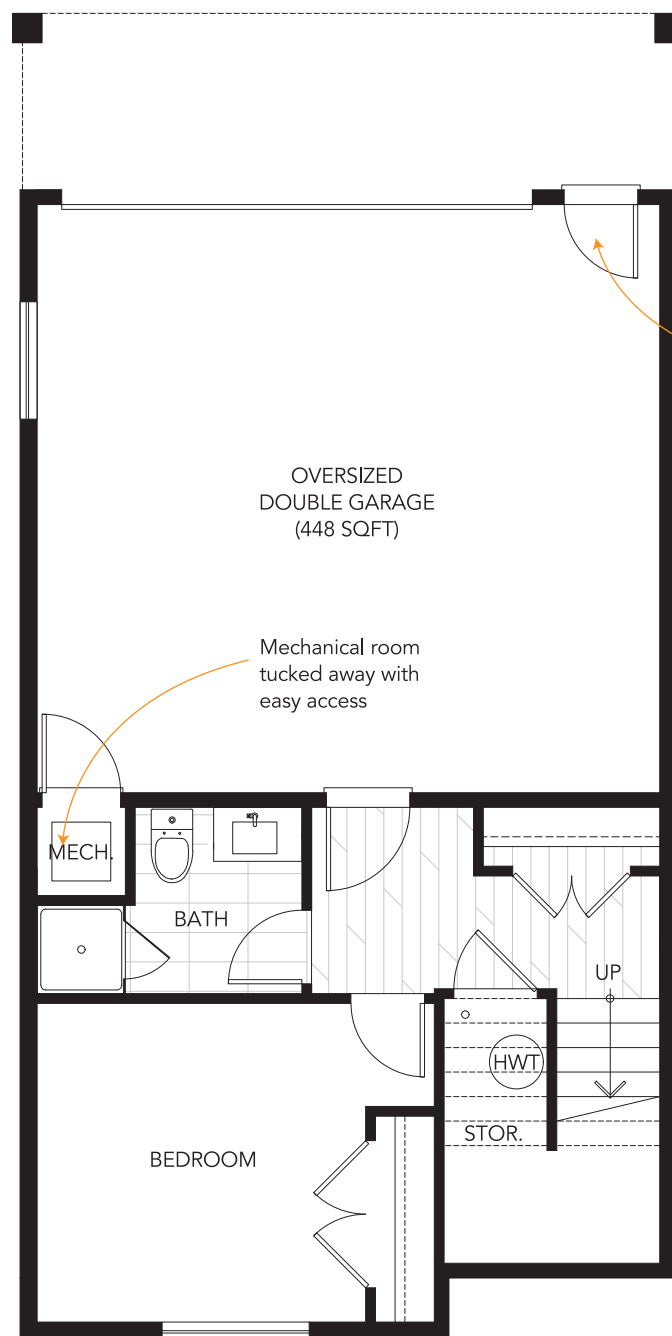 OVERSIZED
DOUBLE GARAGE
(448 SQFT)
Mechanical room
tucked away with
easy access
MECH.
BATH
UP
HWT
STOR.
BEDROOM